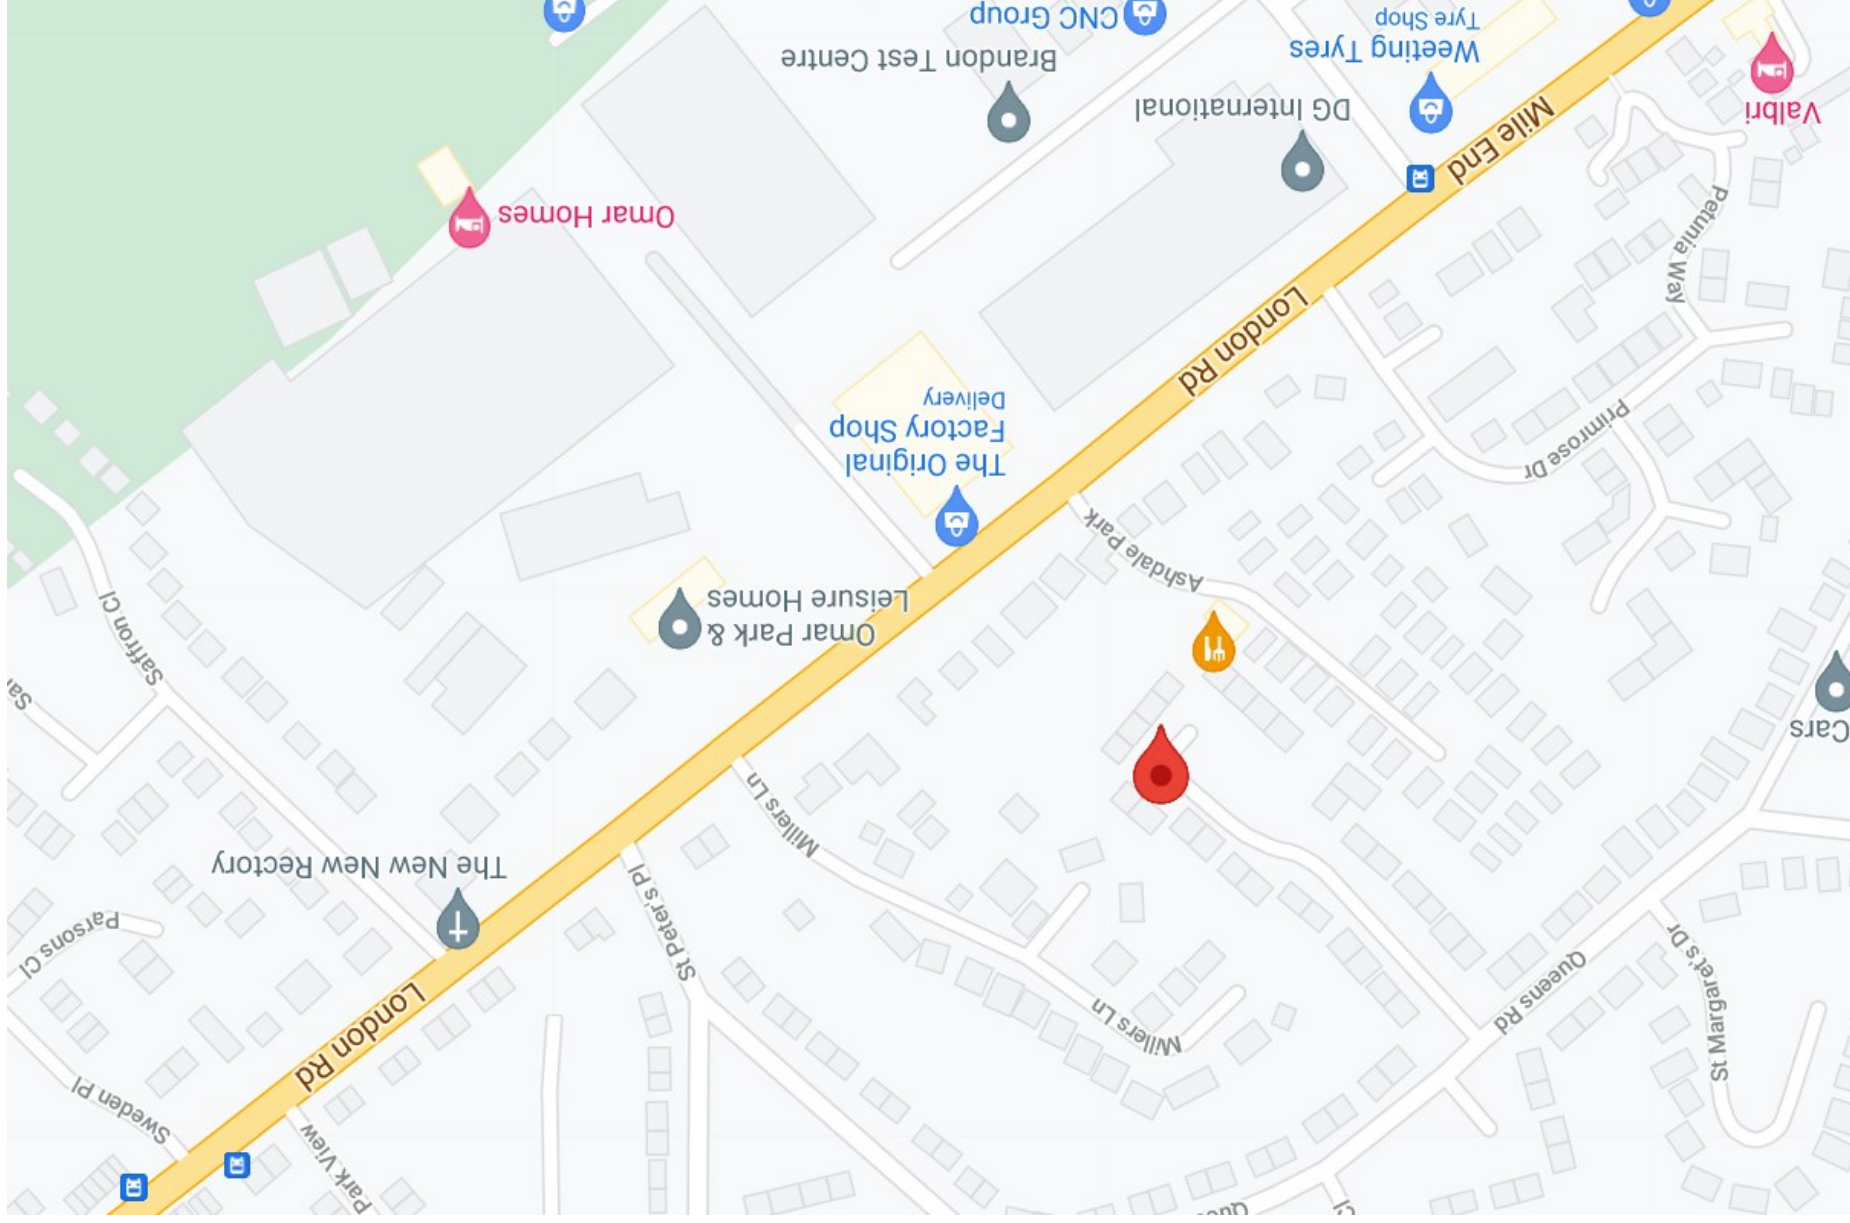 Cl
Park View
Sweden Pl
St Margaret's Dr
Queens Rd
Millers Ln
London Rd
St Peter's Pl
Parsons Cl
The New New Rectory
Millers Ln
Cars
Saffron Cl
Omar Park &
Leisure Homes
Ashdale Park
The Original
Factory Shop
Delivery
Primrose Dr
London Rd
Petunia Way
Omar Homes
Mile End
Valbri
DG International
Brandon Test Centre
Weeting Tyres
Tyre Shop
CNC Group